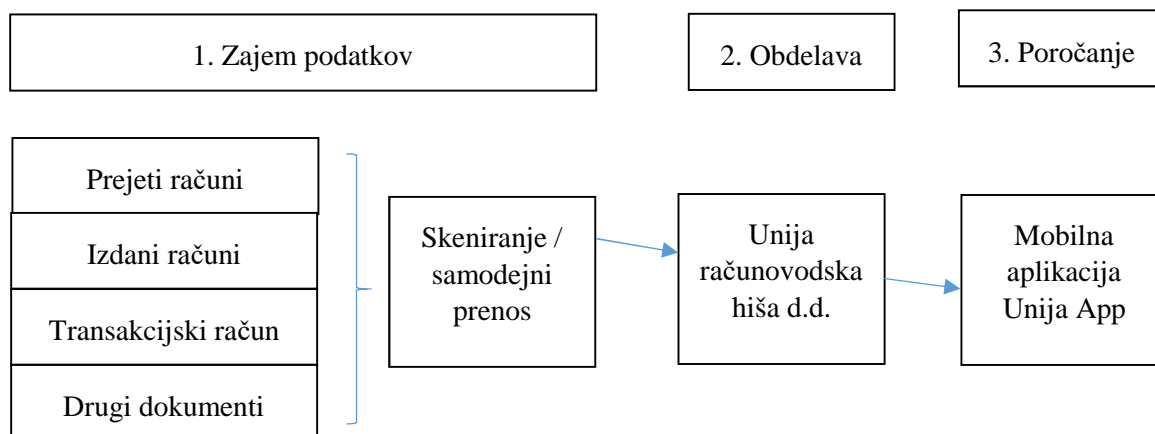 1. Zajem podatkov
2. Obdelava
3. Poročanje
Prejeti računi
Izdani računi
Transakcijski račun
Drugi dokumenti
Skeniranje /
samodejni
prenos
Unija
računovodska
hiša d.d.
Mobilna
aplikacija
Unija App